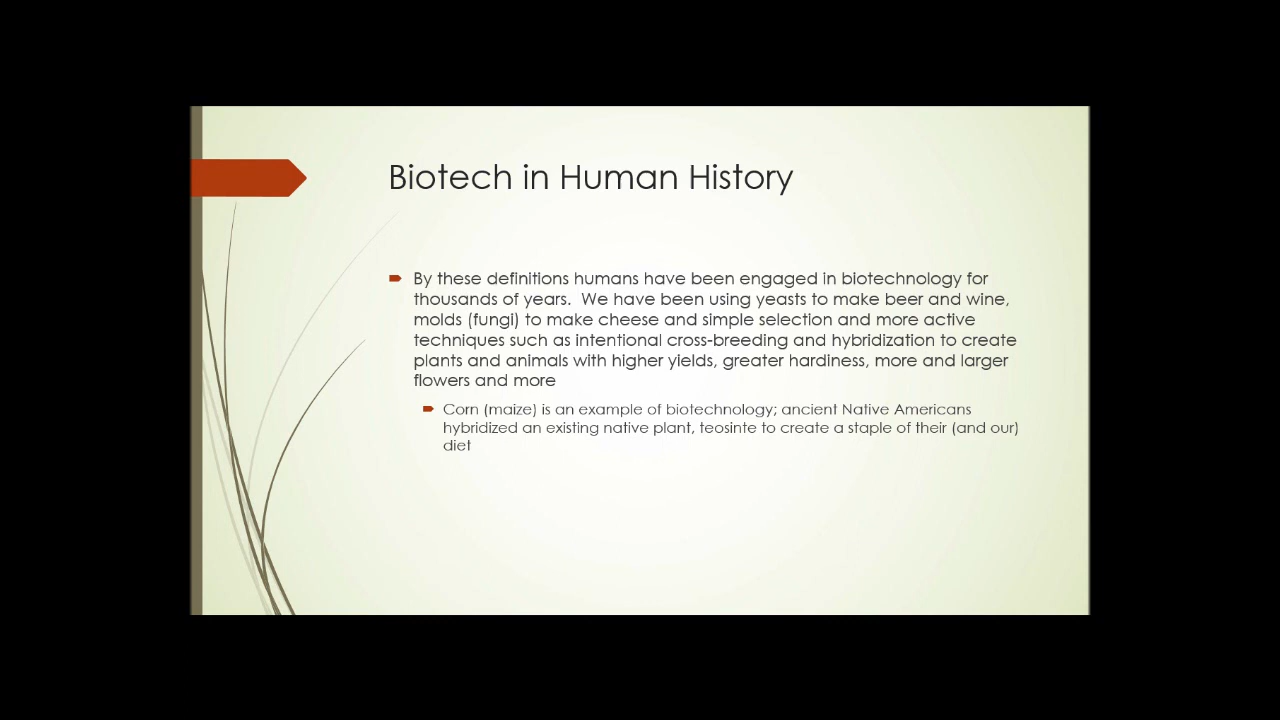 Biotech in Human History
By these definitions humans have been engaged in biotechnology for
thousands of years.  We have been using yeasts to make beer and wine,
molds (fungi) to make cheese and simple selection and more active
techniques such as intentional cross-breeding and hybridization to create
plants and animals with higher yields, greater hardiness, more and larger
flowers and more
Corn (maize) is an example of biotechnology; ancient Native Americans
hybridized an existing native plant, teosinte to create a staple of their (and our)
diet